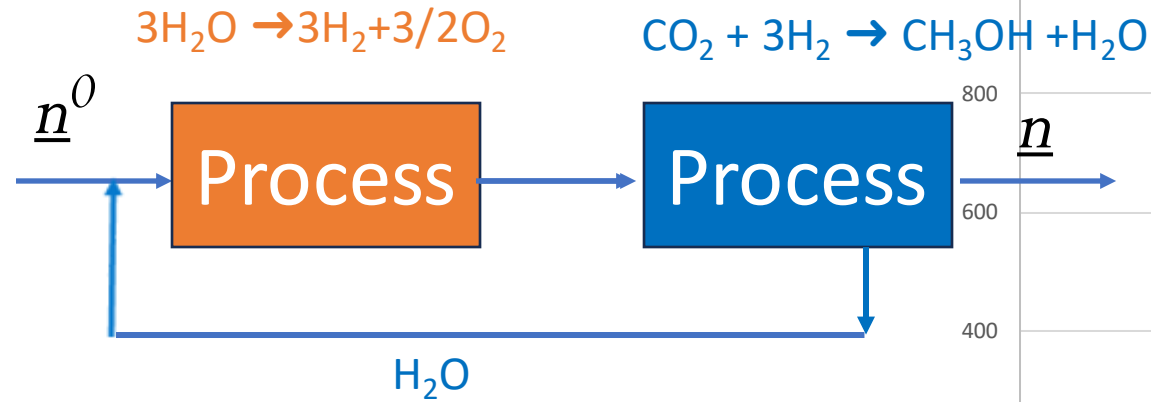 3H₂O ➔3H₂+3/2O₂
CO₂ + 3H₂ ➔ CH₃OH +H₂O
n⁰
Process
Process
n
800
600
400
H₂O